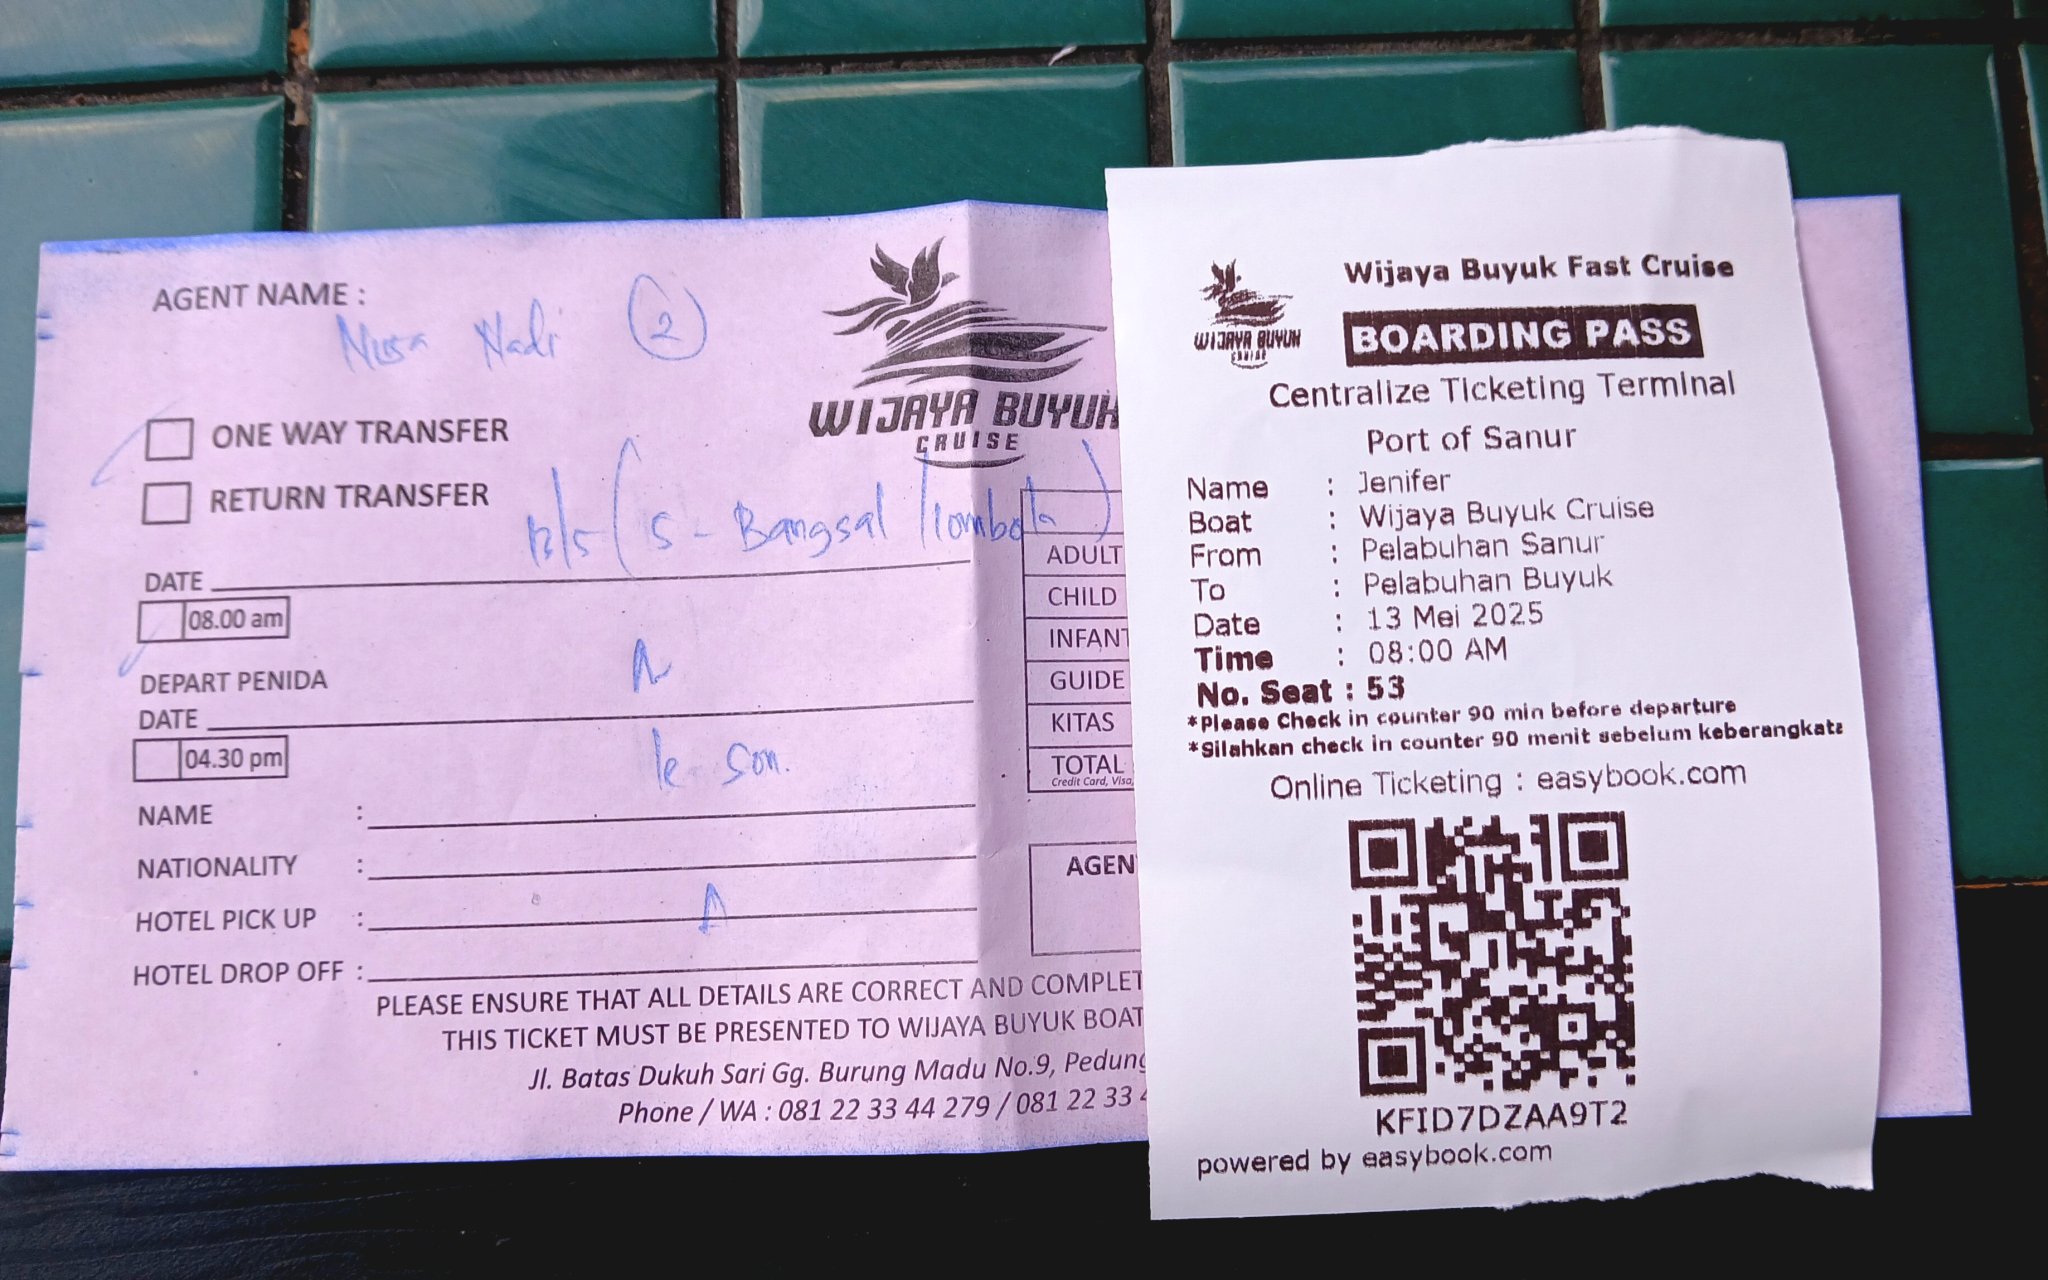 AGENT NAME :
Nusa Nadi 2
WIJAYA BUYUK
CRUISE
ONE WAY TRANSFER
RETURN TRANSFER
13/5 (S - Bangsal / Lombok)
DATE
08.00 am
DEPART PENIDA
DATE
04.30 pm
NAME :
NATIONALITY :
HOTEL PICK UP :
HOTEL DROP OFF :
ADULT
CHILD
INFANT
GUIDE
KITAS
TOTAL
Credit Card, Visa,
AGEN
PLEASE ENSURE THAT ALL DETAILS ARE CORRECT AND COMPLET
THIS TICKET MUST BE PRESENTED TO WIJAYA BUYUK BOAT
Jl. Batas Dukuh Sari Gg. Burung Madu No.9, Pedung
Phone / WA : 081 22 33 44 279 / 081 22 33 4
WIJAYA BUYUK
CRUISE
Wijaya Buyuk Fast Cruise
BOARDING PASS
Centralize Ticketing Terminal
Port of Sanur
Name : Jenifer
Boat : Wijaya Buyuk Cruise
From : Pelabuhan Sanur
To : Pelabuhan Buyuk
Date : 13 Mei 2025
Time : 08:00 AM
No. Seat : 53
*Please Check in counter 90 min before departure
*Silahkan check in counter 90 menit sebelum keberangkata
Online Ticketing : easybook.com
KFID7DZAA9T2
powered by easybook.com